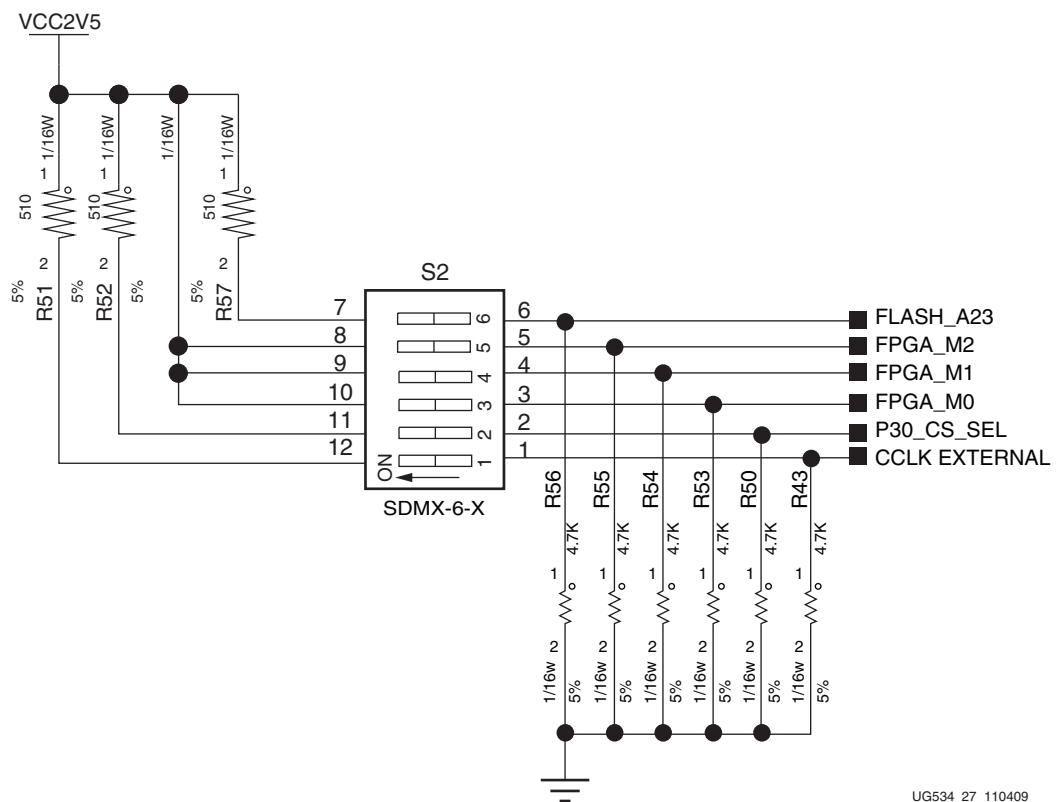 VCC2V5
1/16W
1/16W
1/16W
1/16W
1
1
1
510
510
510
2
2
2
5%
5%
5%
5%
R51
R52
R57
S2
7
8
9
10
11
12
6
5
4
3
2
1
ON
SDMX-6-X
6
5
4
3
2
1
FLASH_A23
FPGA_M2
FPGA_M1
FPGA_M0
P30_CS_SEL
CCLK EXTERNAL
R56
R55
R54
R53
R50
R43
4.7K
4.7K
4.7K
4.7K
4.7K
4.7K
1
1
1
1
1
1
2
2
2
2
2
2
1/16w
1/16w
1/16w
1/16w
1/16w
1/16w
5%
5%
5%
5%
5%
5%
UG534_27_110409